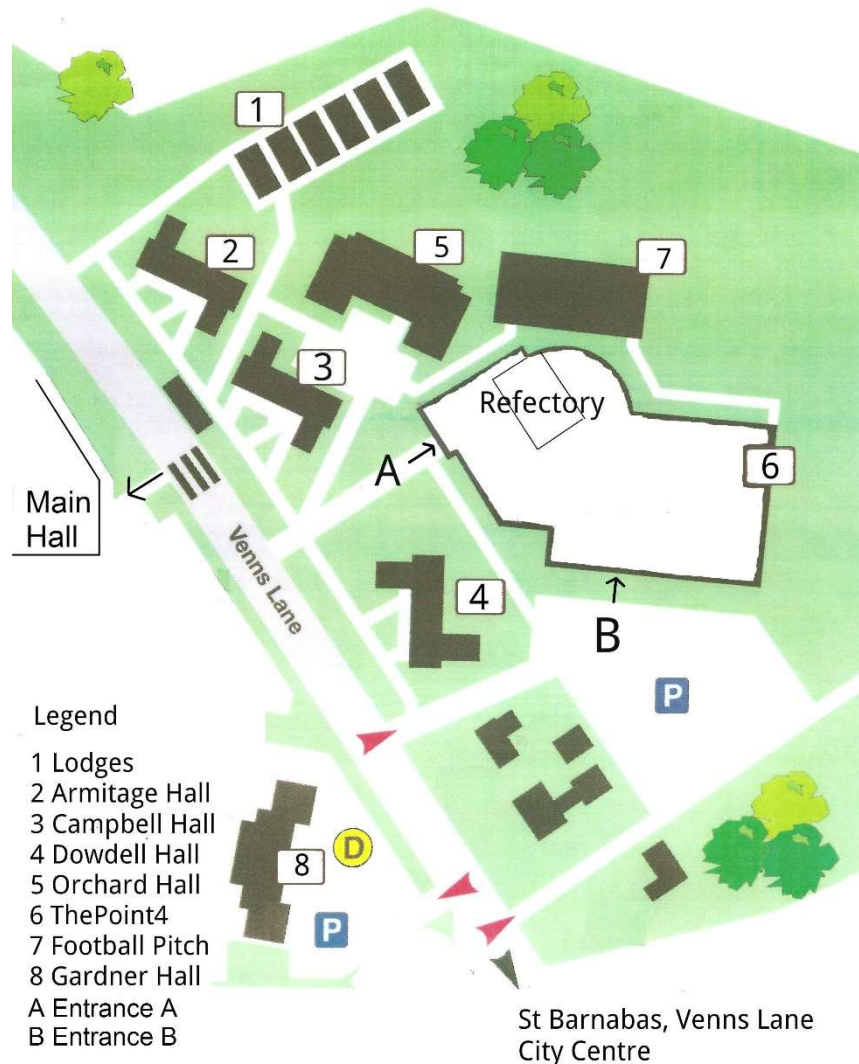 1
2
5
7
3
Refectory
A
6
Main
Hall
Venns Lane
4
B
P
Legend
1 Lodges
2 Armitage Hall
3 Campbell Hall
4 Dowdell Hall
5 Orchard Hall
6 ThePoint4
7 Football Pitch
8 Gardner Hall
A Entrance A
B Entrance B
8
D
P
St Barnabas, Venns Lane
City Centre